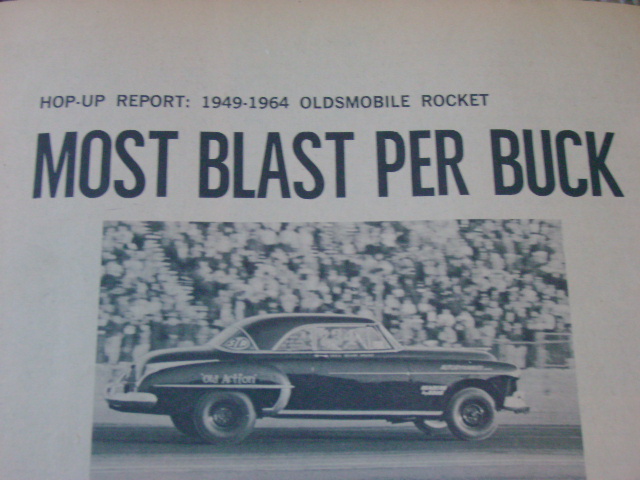 HOP-UP REPORT: 1949-1964 OLDSMOBILE ROCKET
MOST BLAST PER BUCK